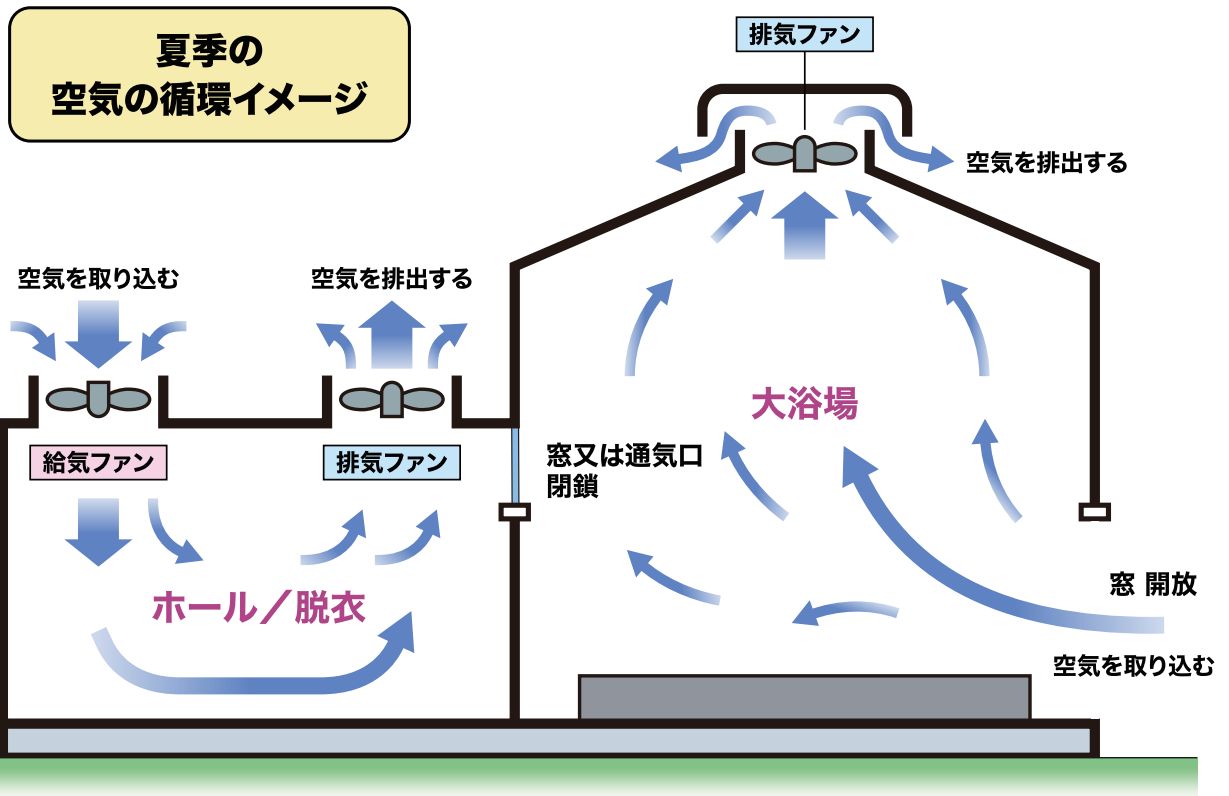 夏季の
空気の循環イメージ
排気ファン
空気を排出する
空気を取り込む
空気を排出する
大浴場
給気ファン
排気ファン
窓又は通気口
閉鎖
ホール／脱衣
窓 開放
空気を取り込む